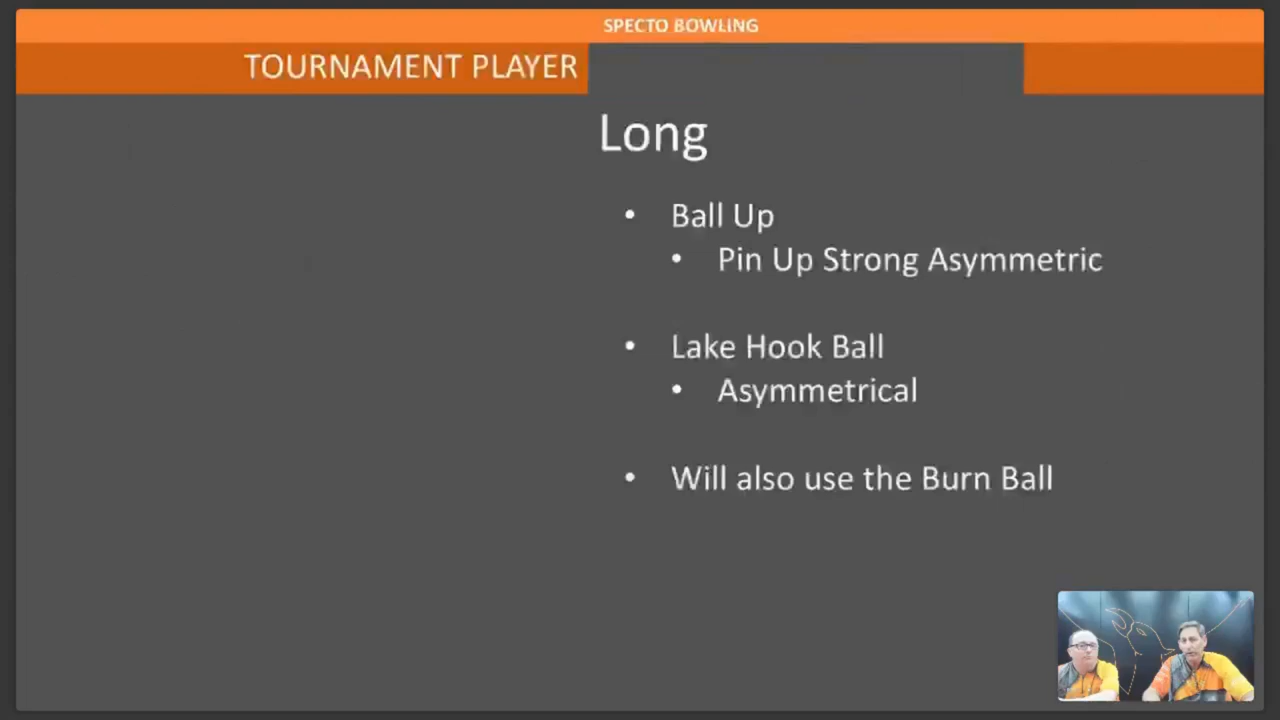 SPECTO BOWLING
TOURNAMENT PLAYER
Long
• Ball Up
• Pin Up Strong Asymmetric
• Lake Hook Ball
• Asymmetrical
• Will also use the Burn Ball